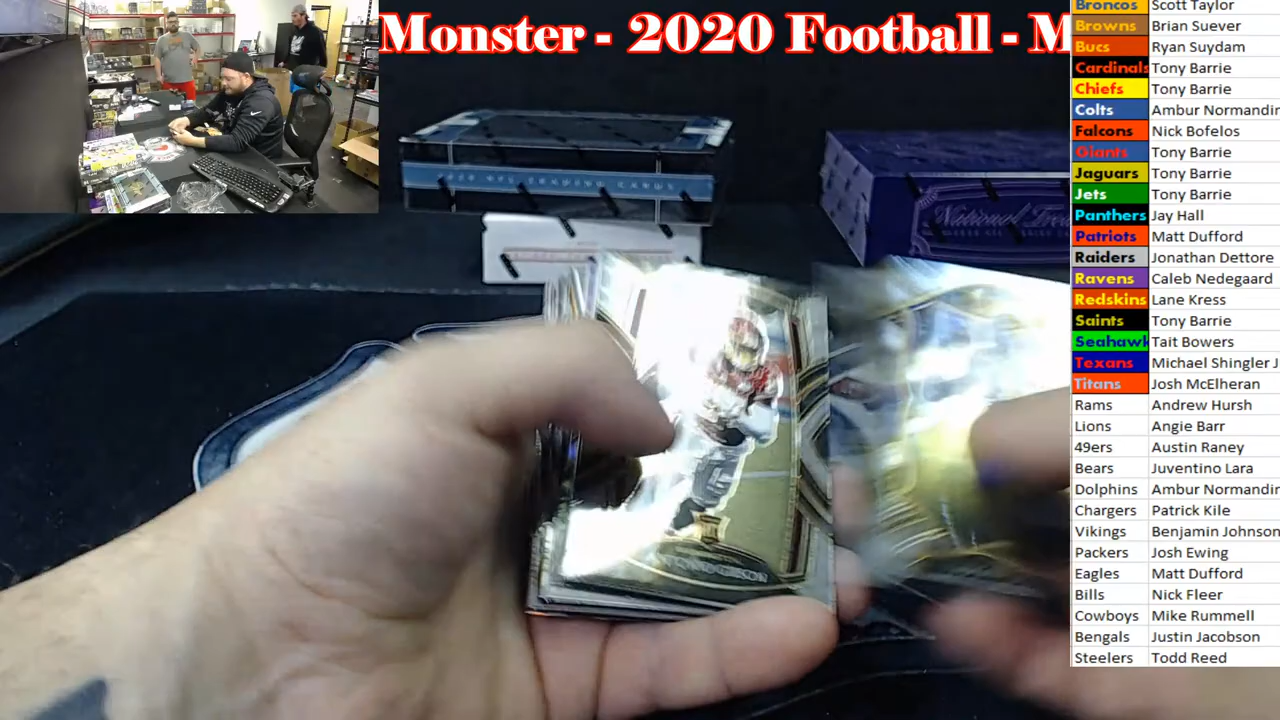 Monster - 2020 Football - M
Broncos Scott Taylor
Browns Brian Suever
Bucs Ryan Suydam
Cardinals Tony Barrie
Chiefs Tony Barrie
Colts Ambur Normandin
Falcons Nick Bofelos
Giants Tony Barrie
Jaguars Tony Barrie
Jets Tony Barrie
Panthers Jay Hall
Patriots Matt Dufford
Raiders Jonathan Dettore
Ravens Caleb Nedegaard
Redskins Lane Kress
Saints Tony Barrie
Seahawk Tait Bowers
Texans Michael Shingler J
Titans Josh McElheran
Rams Andrew Hursh
Lions Angie Barr
49ers Austin Raney
Bears Juventino Lara
Dolphins Ambur Normandin
Chargers Patrick Kile
Vikings Benjamin Johnson
Packers Josh Ewing
Eagles Matt Dufford
Bills Nick Fleer
Cowboys Mike Rummell
Bengals Justin Jacobson
Steelers Todd Reed
National